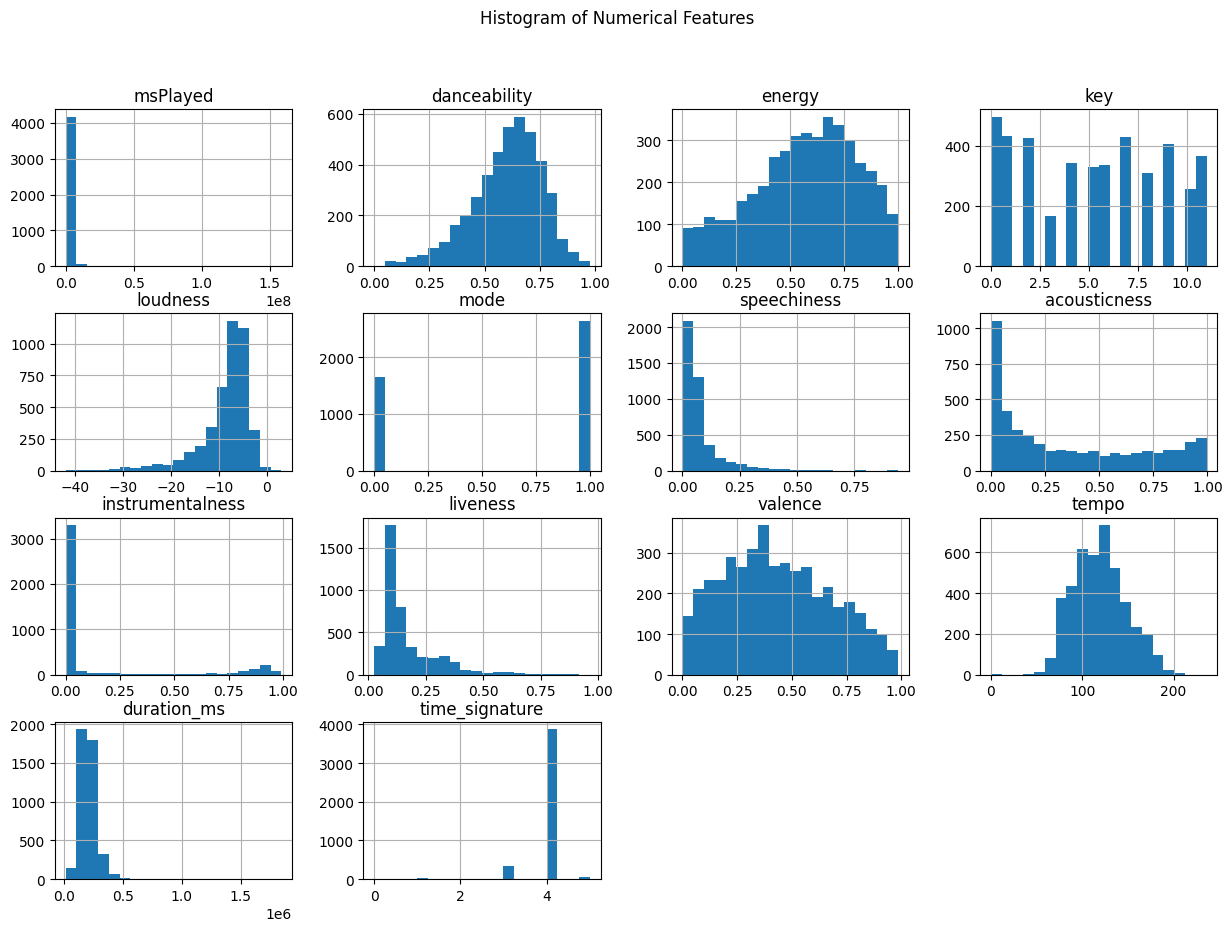 Histogram of Numerical Features
msPlayed
4000
3000
2000
1000
0
0.0 0.5 1.0 1.5
1e8
danceability
600
400
200
0
0.00 0.25 0.50 0.75 1.00
energy
300
200
100
0
0.00 0.25 0.50 0.75 1.00
key
400
200
0
0.0 2.5 5.0 7.5 10.0
loudness
1000
750
500
250
0
−40 −30 −20 −10 0
mode
2000
1000
0
0.00 0.25 0.50 0.75 1.00
speechiness
2000
1500
1000
500
0
0.00 0.25 0.50 0.75
acousticness
1000
750
500
250
0
0.00 0.25 0.50 0.75 1.00
instrumentalness
3000
2000
1000
0
0.00 0.25 0.50 0.75 1.00
liveness
1500
1000
500
0
0.00 0.25 0.50 0.75 1.00
valence
300
200
100
0
0.00 0.25 0.50 0.75 1.00
tempo
600
400
200
0
0 100 200
duration_ms
2000
1500
1000
500
0
0.0 0.5 1.0 1.5
1e6
time_signature
4000
3000
2000
1000
0
0 2 4